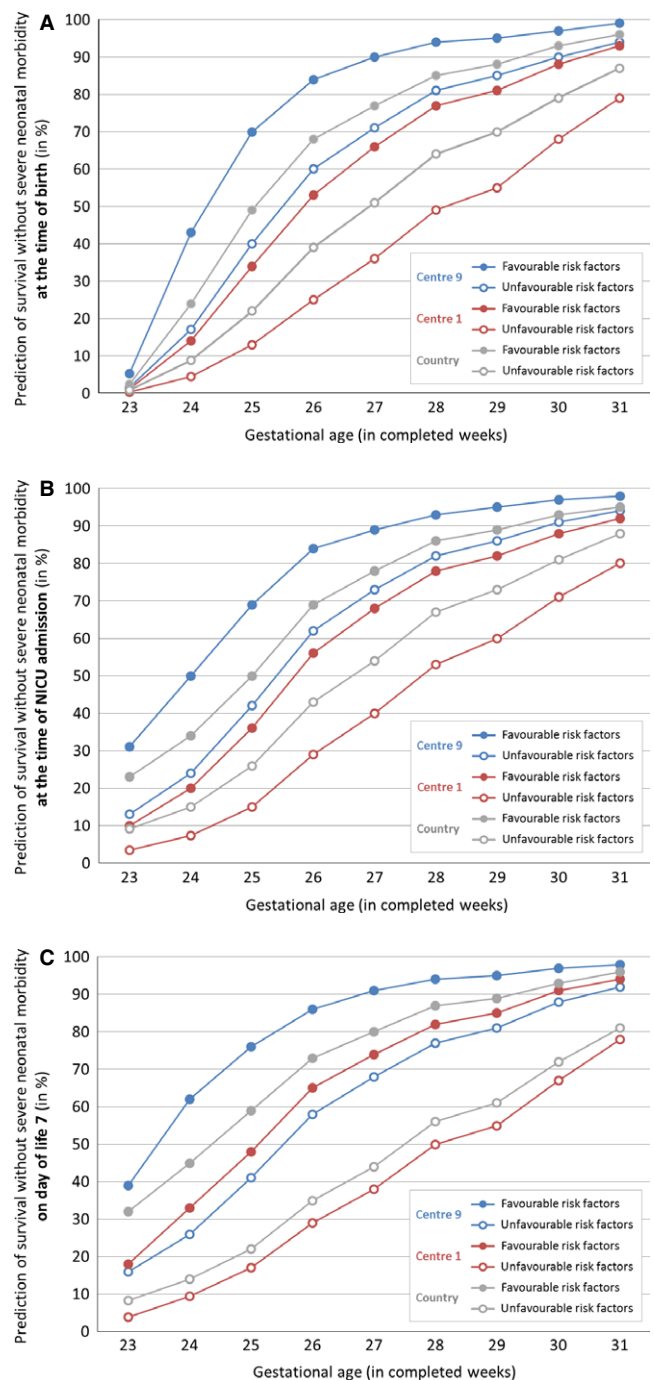 A
Prediction of survival without severe neonatal morbidity
at the time of birth (in %)
100
90
80
70
60
50
40
30
20
10
0
Centre 9
Favourable risk factors
Unfavourable risk factors
Centre 1
Favourable risk factors
Unfavourable risk factors
Country
Favourable risk factors
Unfavourable risk factors
23 24 25 26 27 28 29 30 31
Gestational age (in completed weeks)
B
Prediction of survival without severe neonatal morbidity
at the time of NICU admission (in %)
100
90
80
70
60
50
40
30
20
10
0
Centre 9
Favourable risk factors
Unfavourable risk factors
Centre 1
Favourable risk factors
Unfavourable risk factors
Country
Favourable risk factors
Unfavourable risk factors
23 24 25 26 27 28 29 30 31
Gestational age (in completed weeks)
C
Prediction of survival without severe neonatal morbidity
on day of life 7 (in %)
100
90
80
70
60
50
40
30
20
10
0
Centre 9
Favourable risk factors
Unfavourable risk factors
Centre 1
Favourable risk factors
Unfavourable risk factors
Country
Favourable risk factors
Unfavourable risk factors
23 24 25 26 27 28 29 30 31
Gestational age (in completed weeks)